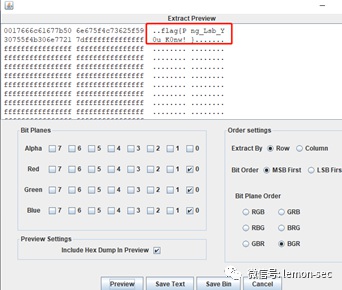 Extract Preview
0017666c61677b50 6e675f4c73625f59 ..flag{P ng_Lsb_Y
30755f4b306e7721 7dffffffffffffff 0u_K0nw! }.......
ffffffffffffffff ffffffffffffffff ........ ........
ffffffffffffffff ffffffffffffffff ........ ........
ffffffffffffffff ffffffffffffffff ........ ........
ffffffffffffffff ffffffffffffffff ........ ........
ffffffffffffffff ffffffffffffffff ........ ........
ffffffffffffffff ffffffffffffffff ........ ........
ffffffffffffffff ffffffffffffffff ........ ........
Bit Planes
Alpha 7 6 5 4 3 2 1 0
Red 7 6 5 4 3 2 1 0
Green 7 6 5 4 3 2 1 0
Blue 7 6 5 4 3 2 1 0
Preview Settings
Include Hex Dump In Preview
Order settings
Extract By Row Column
Bit Order MSB First LSB First
Bit Plane Order
RGB GRB
RBG BRG
GBR BGR
Preview Save Text Save Bin Cancel
微信号: lemon-sec